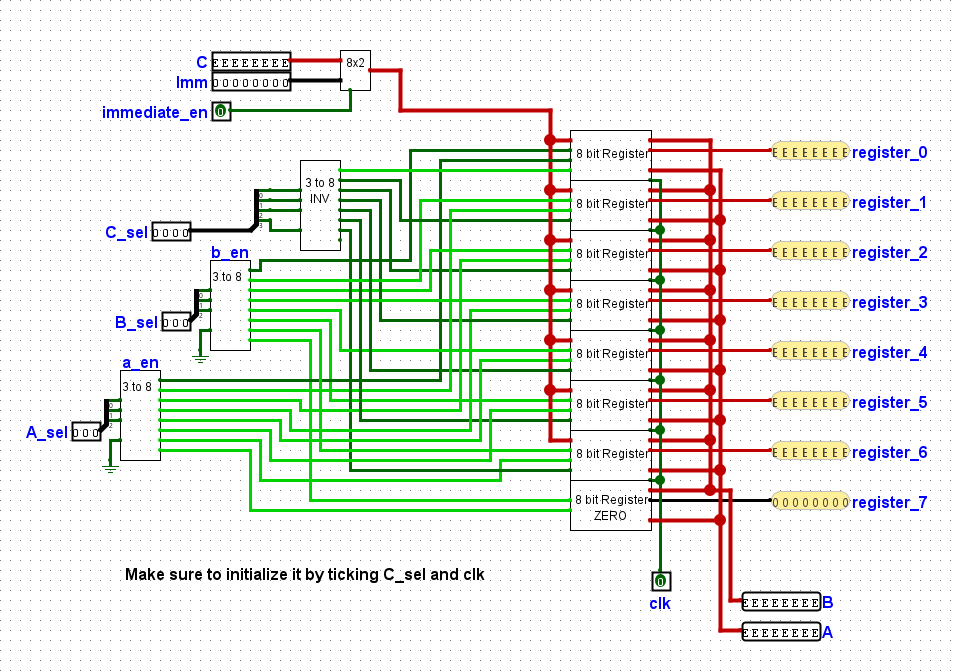 C EEEEEEEE
Imm 00000000
8x2
immediate_en 0
3 to 8
INV
C_sel 0000
b_en
3 to 8
B_sel 000
a_en
3 to 8
A_sel 000
8 bit Register EEEEEEEE register_0
8 bit Register EEEEEEEE register_1
8 bit Register EEEEEEEE register_2
8 bit Register EEEEEEEE register_3
8 bit Register EEEEEEEE register_4
8 bit Register EEEEEEEE register_5
8 bit Register EEEEEEEE register_6
8 bit Register 00000000 register_7
ZERO
Make sure to initialize it by ticking C_sel and clk
0
clk
EEEEEEEE B
EEEEEEEE A